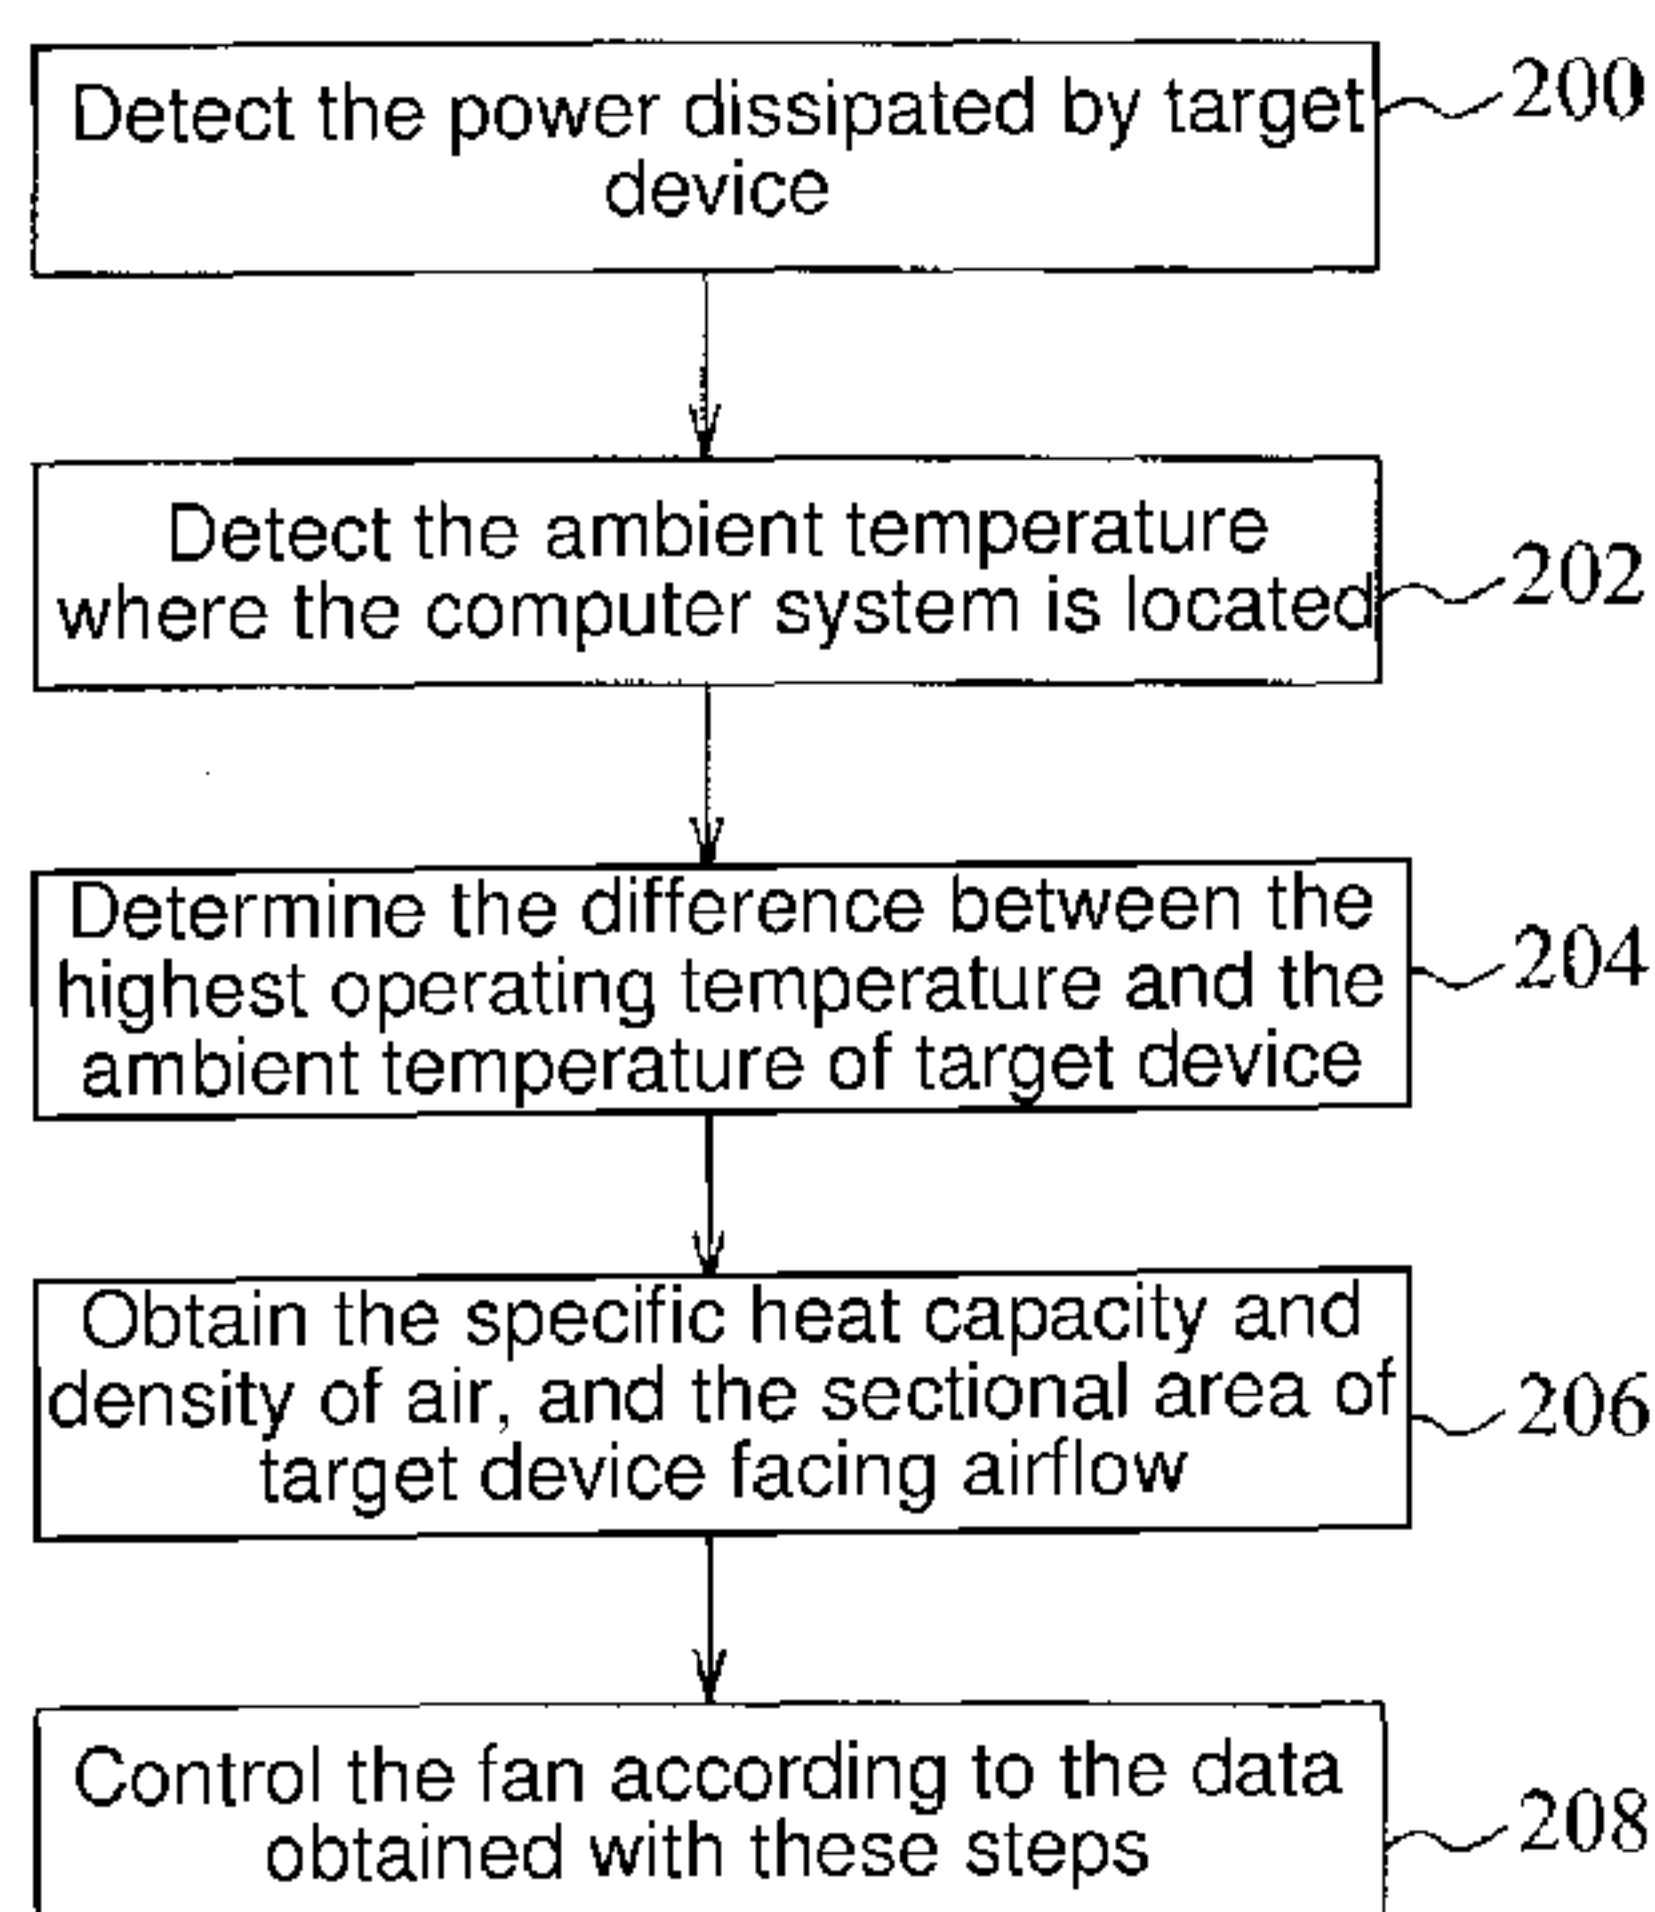 Detect the power dissipated by target
device
200
Detect the ambient temperature
where the computer system is located
202
Determine the difference between the
highest operating temperature and the
ambient temperature of target device
204
Obtain the specific heat capacity and
density of air, and the sectional area of
target device facing airflow
206
Control the fan according to the data
obtained with these steps
208